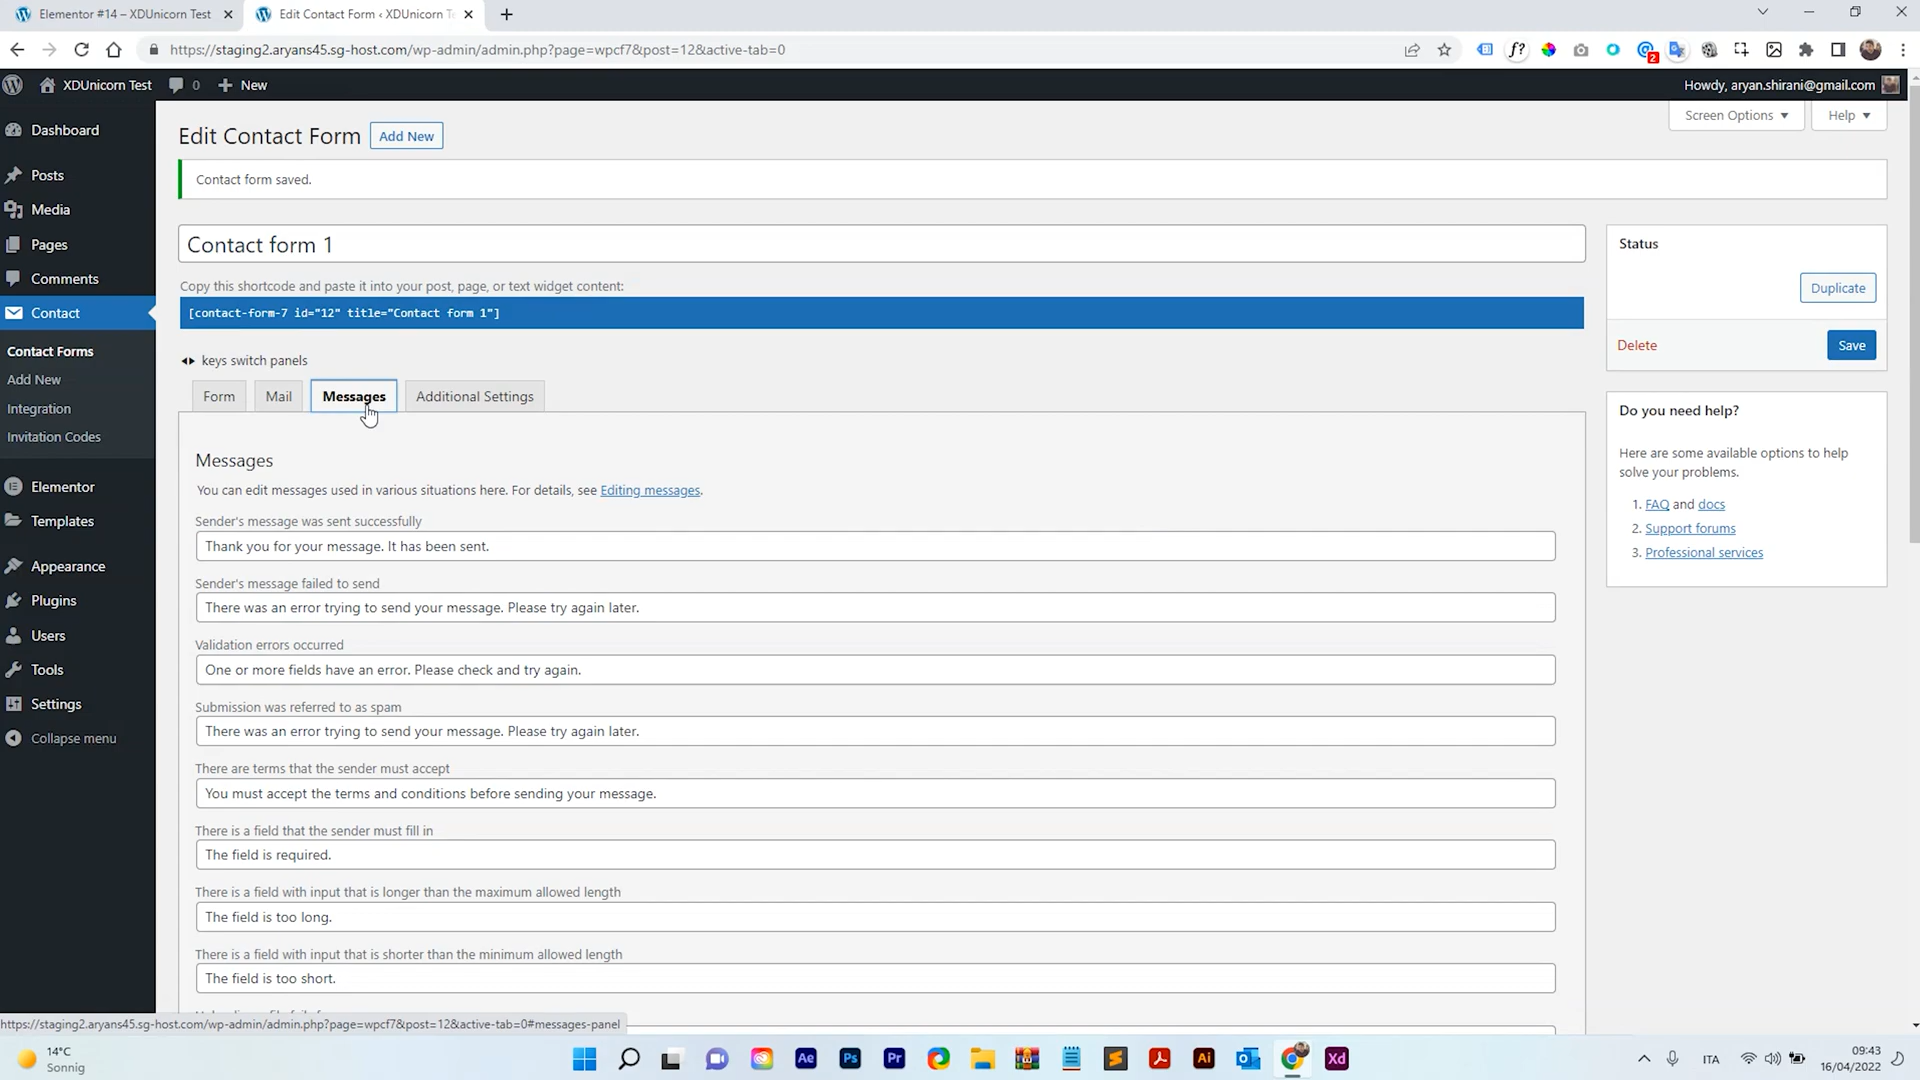 Elementor #14 – XDUnicorn Test
Edit Contact Form ‹ XDUnicorn Te
https://staging2.aryans45.sg-host.com/wp-admin/admin.php?page=wpcf7&post=12&active-tab=0
f?
2
XDUnicorn Test
0
New
Howdy, aryan.shirani@gmail.com
Dashboard
Posts
Media
Pages
Comments
Contact
Contact Forms
Add New
Integration
Invitation Codes
Elementor
Templates
Appearance
Plugins
Users
Tools
Settings
Collapse menu
Screen Options
Help
Edit Contact Form
Add New
Contact form saved.
Contact form 1
Copy this shortcode and paste it into your post, page, or text widget content:
[contact-form-7 id="12" title="Contact form 1"]
keys switch panels
Form
Mail
Messages
Additional Settings
Messages
You can edit messages used in various situations here. For details, see Editing messages.
Sender's message was sent successfully
Thank you for your message. It has been sent.
Sender's message failed to send
There was an error trying to send your message. Please try again later.
Validation errors occurred
One or more fields have an error. Please check and try again.
Submission was referred to as spam
There was an error trying to send your message. Please try again later.
There are terms that the sender must accept
You must accept the terms and conditions before sending your message.
There is a field that the sender must fill in
The field is required.
There is a field with input that is longer than the maximum allowed length
The field is too long.
There is a field with input that is shorter than the minimum allowed length
The field is too short.
Status
Duplicate
Delete
Save
Do you need help?
Here are some available options to help
solve your problems.
1. FAQ and docs
2. Support forums
3. Professional services
https://staging2.aryans45.sg-host.com/wp-admin/admin.php?page=wpcf7&post=12&active-tab=0#messages-panel
14°C
Sonnig
Ae
Ps
Pr
Ai
Xd
ITA
09:43
16/04/2022